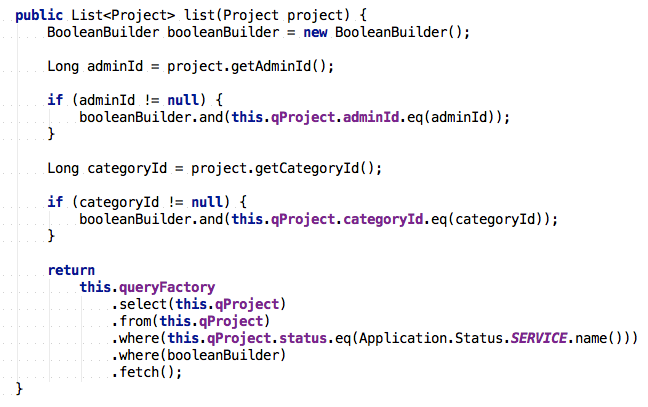 public List<Project> list(Project project) {
    BooleanBuilder booleanBuilder = new BooleanBuilder();
    Long adminId = project.getAdminId();
    if (adminId != null) {
        booleanBuilder.and(this.qProject.adminId.eq(adminId));
    }
    Long categoryId = project.getCategoryId();
    if (categoryId != null) {
        booleanBuilder.and(this.qProject.categoryId.eq(categoryId));
    }
    return
        this.queryFactory
            .select(this.qProject)
            .from(this.qProject)
            .where(this.qProject.status.eq(Application.Status.SERVICE.name()))
            .where(booleanBuilder)
            .fetch();
}